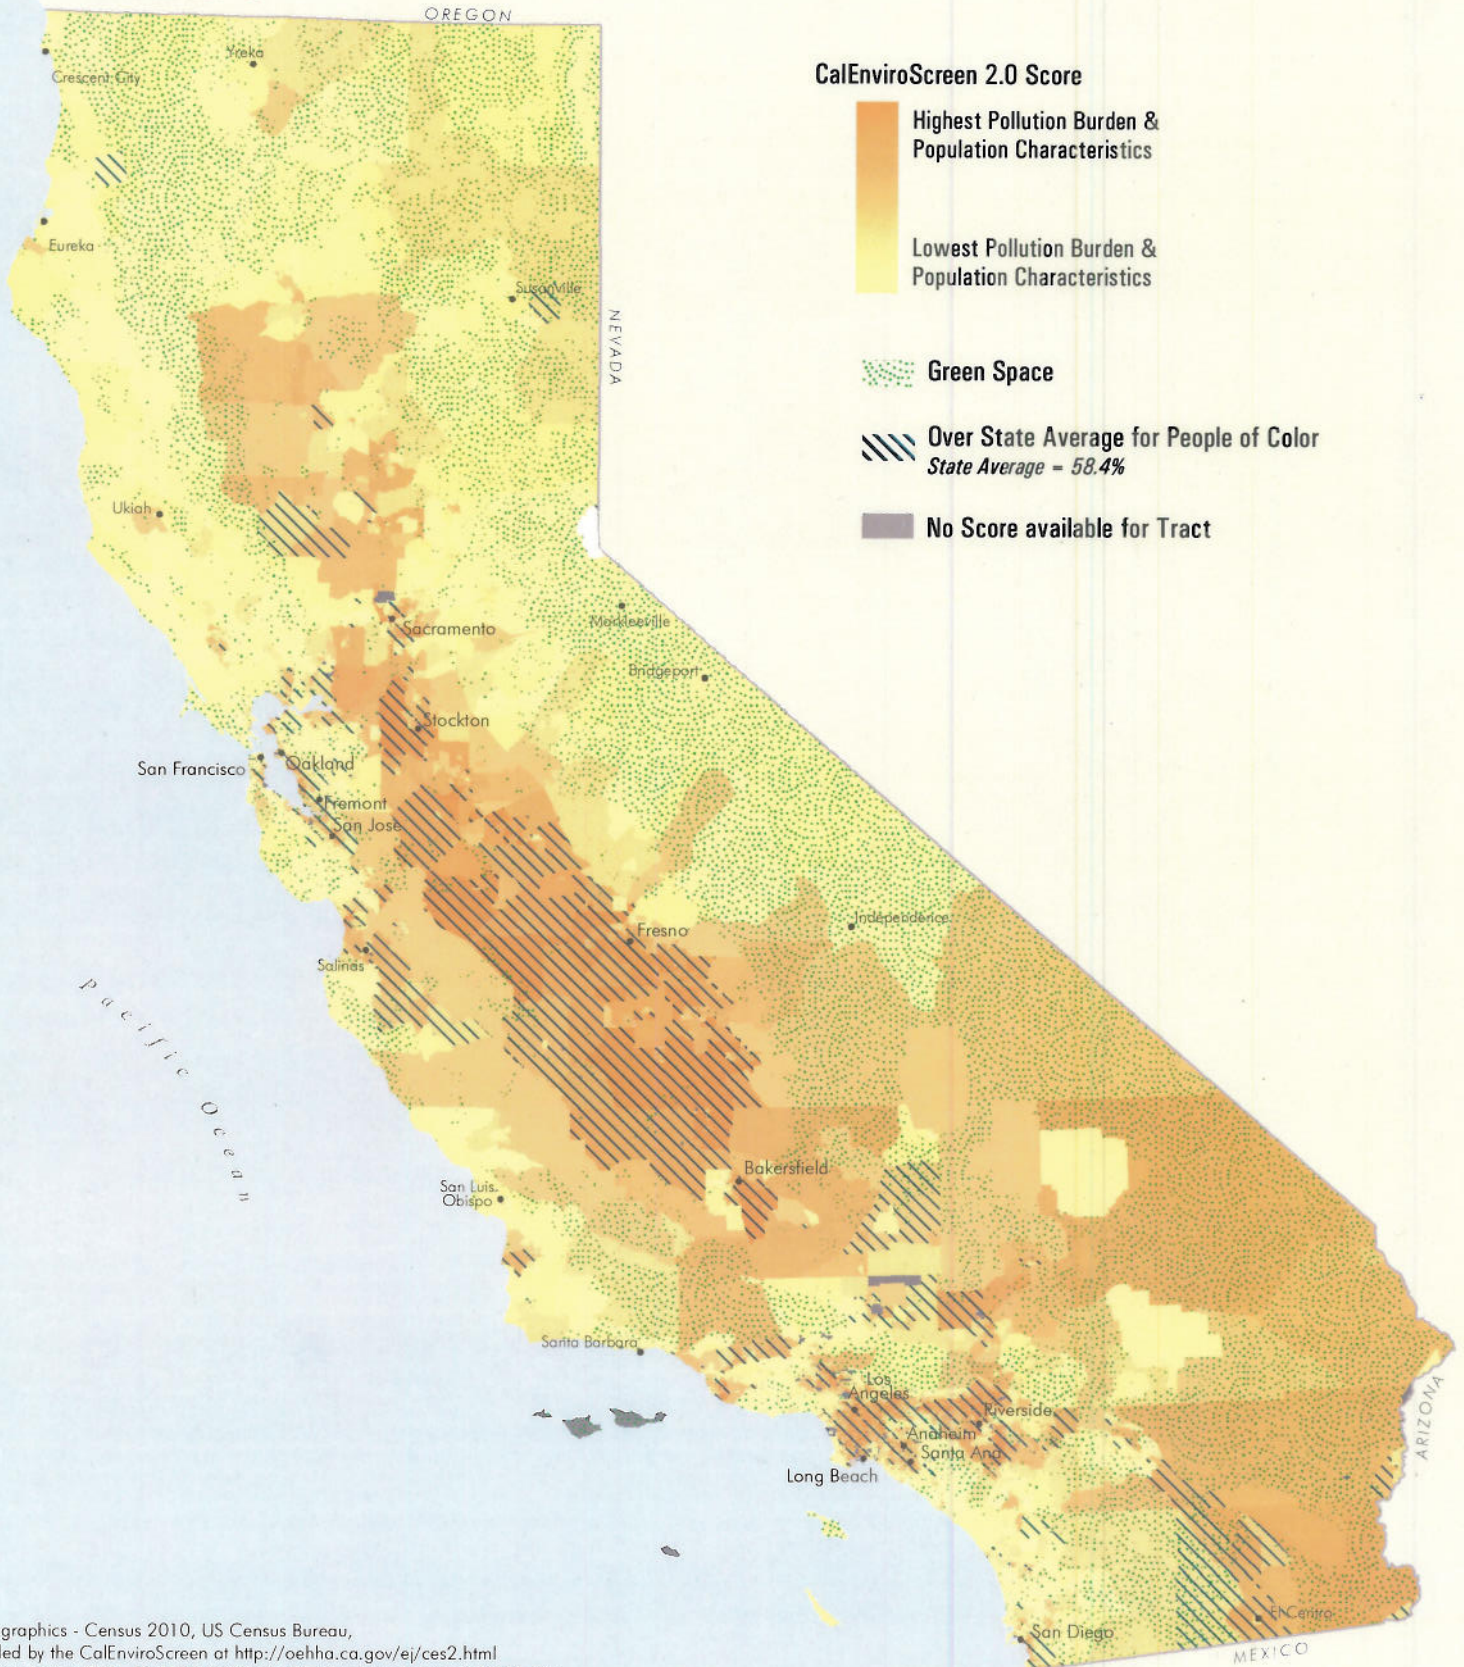 OREGON
Yreka
Crescent City
Eureka
Susanville
NEVADA
Ukiah
Sacramento
Markleeville
Bridgeport
Stockton
San Francisco
Oakland
Fremont
San Jose
Fresno
Independence
Salinas
Pacific Ocean
Bakersfield
San Luis
Obispo
Santa Barbara
Los
Angeles
Riverside
Anaheim
Santa Ana
Long Beach
ARIZONA
El Centro
San Diego
MEXICO
CalEnviroScreen 2.0 Score
Highest Pollution Burden &
Population Characteristics
Lowest Pollution Burden &
Population Characteristics
Green Space
Over State Average for People of Color
State Average = 58.4%
No Score available for Tract
graphics - Census 2010, US Census Bureau,
led by the CalEnviroScreen at http://oehha.ca.gov/ej/ces2.html